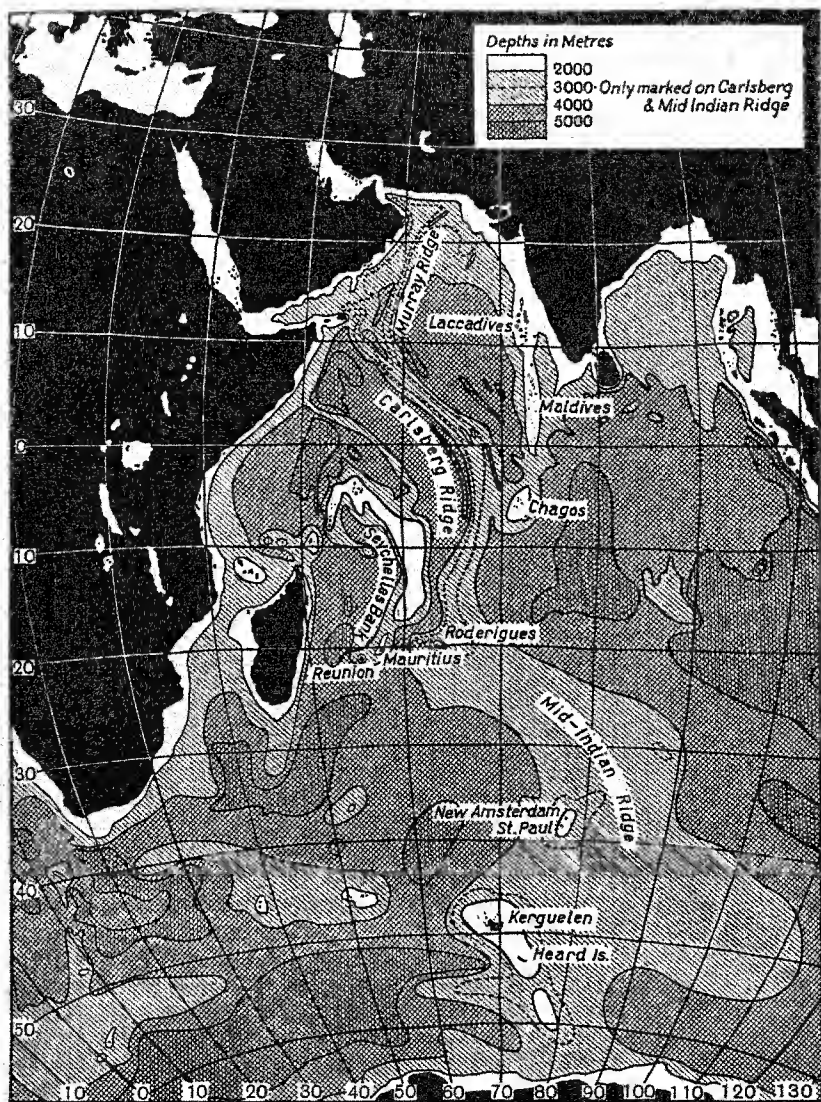 Depths in Metres
2000
3000 Only marked on Carlsberg
4000 & Mid Indian Ridge
5000
30
20
Murray Ridge
10
Laccadives
Maldives
Carlsberg Ridge
0
Chagos
10
Seychelles Bank
Roderigues
Mauritius
20
Reunion
Mid-Indian Ridge
30
New Amsterdam
St. Paul
40
Kerguelen
Heard Is.
50
10 0 10 20 30 40 50 60 70 80 90 100 110 120 130